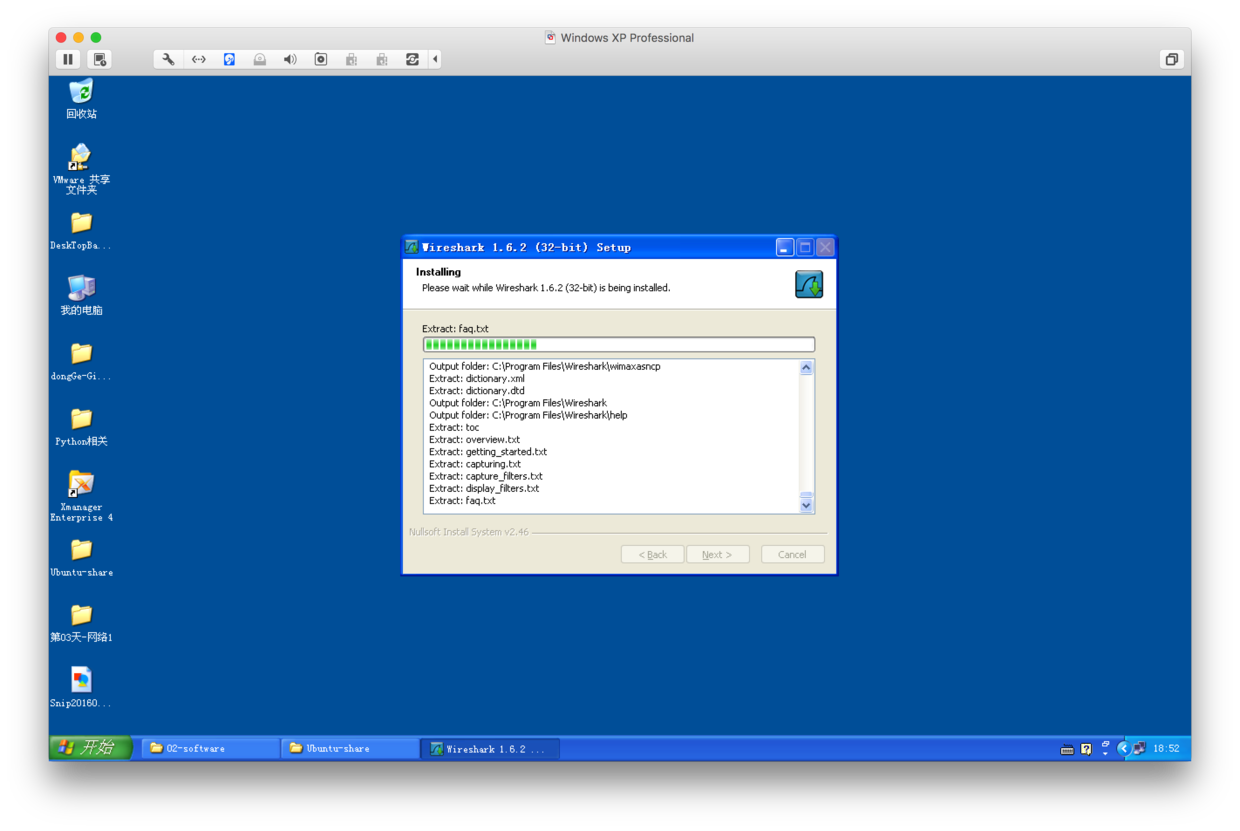 Windows XP Professional
回收站
VMware 共享
文件夹
DeskTopBa...
我的电脑
dongGe-Gi...
Python相关
Xmanager
Enterprise 4
Ubuntu-share
第03天-网络1
Snip20160...
Wireshark 1.6.2 (32-bit) Setup
Installing
Please wait while Wireshark 1.6.2 (32-bit) is being installed.
Extract: faq.txt
Output folder: C:\Program Files\Wireshark\wimaxasncp
Extract: dictionary.xml
Extract: dictionary.dtd
Output folder: C:\Program Files\Wireshark
Output folder: C:\Program Files\Wireshark\help
Extract: toc
Extract: overview.txt
Extract: getting_started.txt
Extract: capturing.txt
Extract: capture_filters.txt
Extract: display_filters.txt
Extract: faq.txt
Nullsoft Install System v2.46
< Back
Next >
Cancel
开始
02-software
Ubuntu-share
Wireshark 1.6.2 ...
18:52